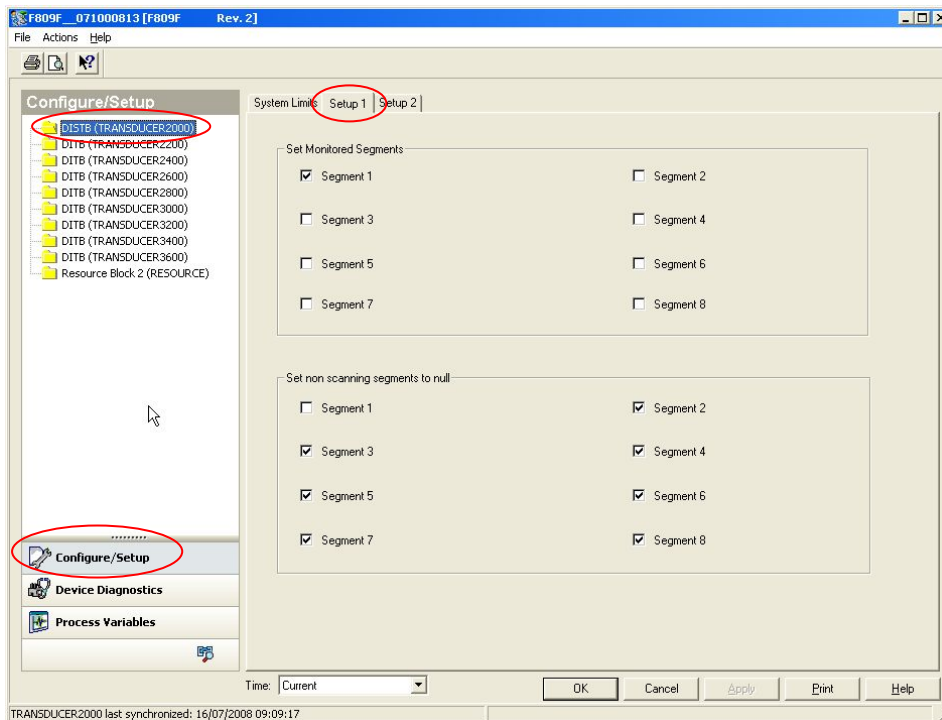 F809F__071000813 [F809F Rev. 2]
File Actions Help
Configure/Setup
DISTB (TRANSDUCER2000)
DITB (TRANSDUCER2200)
DITB (TRANSDUCER2400)
DITB (TRANSDUCER2600)
DITB (TRANSDUCER2800)
DITB (TRANSDUCER3000)
DITB (TRANSDUCER3200)
DITB (TRANSDUCER3400)
DITB (TRANSDUCER3600)
Resource Block 2 (RESOURCE)
Configure/Setup
Device Diagnostics
Process Variables
System Limits Setup 1 Setup 2
Set Monitored Segments
Segment 1 Segment 2
Segment 3 Segment 4
Segment 5 Segment 6
Segment 7 Segment 8
Set non scanning segments to null
Segment 1 Segment 2
Segment 3 Segment 4
Segment 5 Segment 6
Segment 7 Segment 8
Time: Current OK Cancel Apply Print Help
TRANSDUCER2000 last synchronized: 16/07/2008 09:09:17